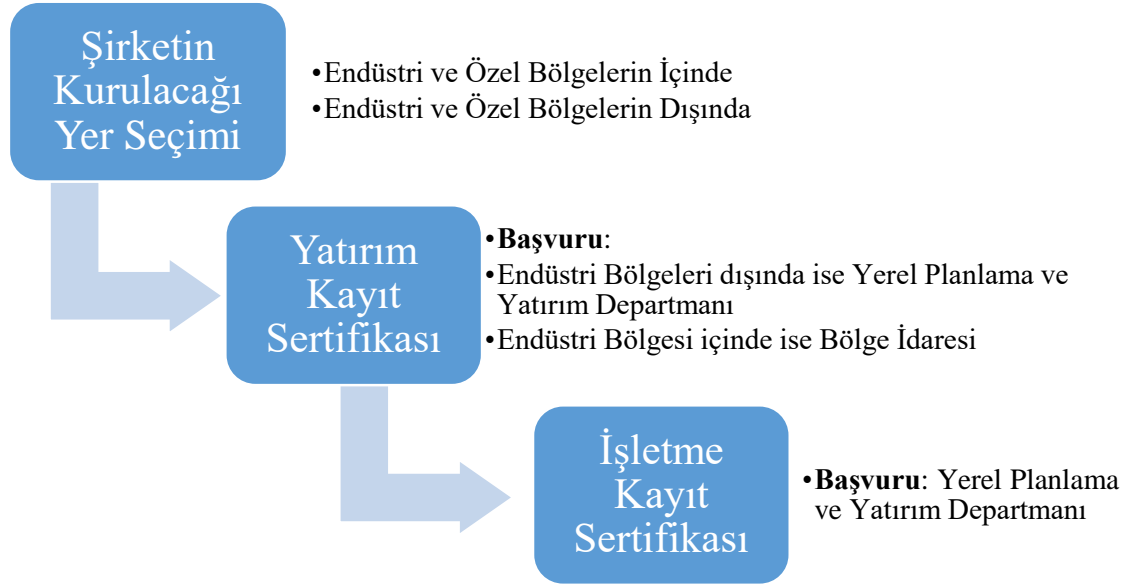 Şirketin
Kurulacağı
Yer Seçimi
•Endüstri ve Özel Bölgelerin İçinde
•Endüstri ve Özel Bölgelerin Dışında
Yatırım
Kayıt
Sertifikası
•Başvuru:
•Endüstri Bölgeleri dışında ise Yerel Planlama ve
Yatırım Departmanı
•Endüstri Bölgesi içinde ise Bölge İdaresi
İşletme
Kayıt
Sertifikası
•Başvuru: Yerel Planlama
ve Yatırım Departmanı